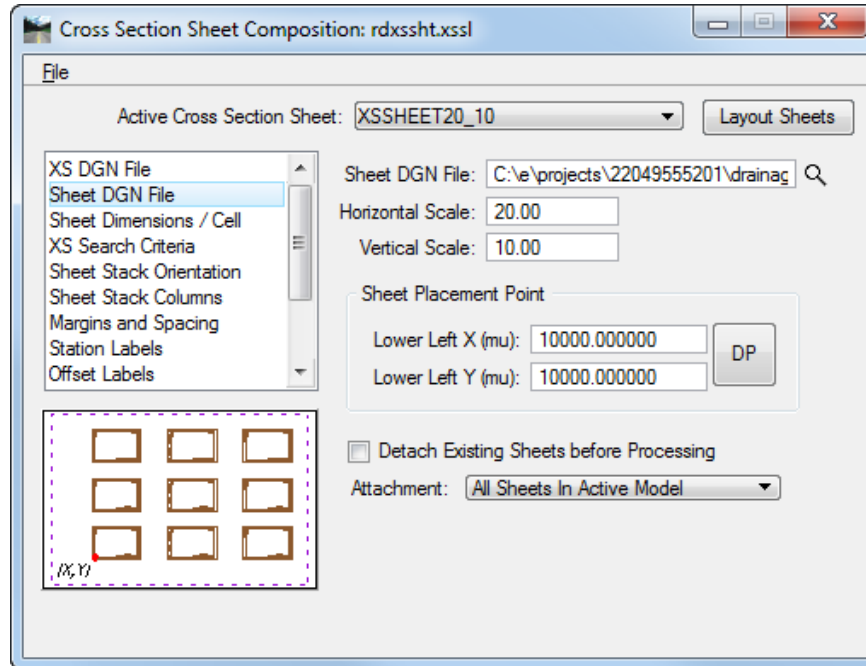 Cross Section Sheet Composition: rdxssht.xssl
File
Active Cross Section Sheet: XSSHEET20_10 Layout Sheets
XS DGN File
Sheet DGN File
Sheet Dimensions / Cell
XS Search Criteria
Sheet Stack Orientation
Sheet Stack Columns
Margins and Spacing
Station Labels
Offset Labels
Sheet DGN File: C:\e\projects\22049555201\drainag
Horizontal Scale: 20.00
Vertical Scale: 10.00
Sheet Placement Point
Lower Left X (mu): 10000.000000
Lower Left Y (mu): 10000.000000
DP
Detach Existing Sheets before Processing
Attachment: All Sheets In Active Model
(X,Y)